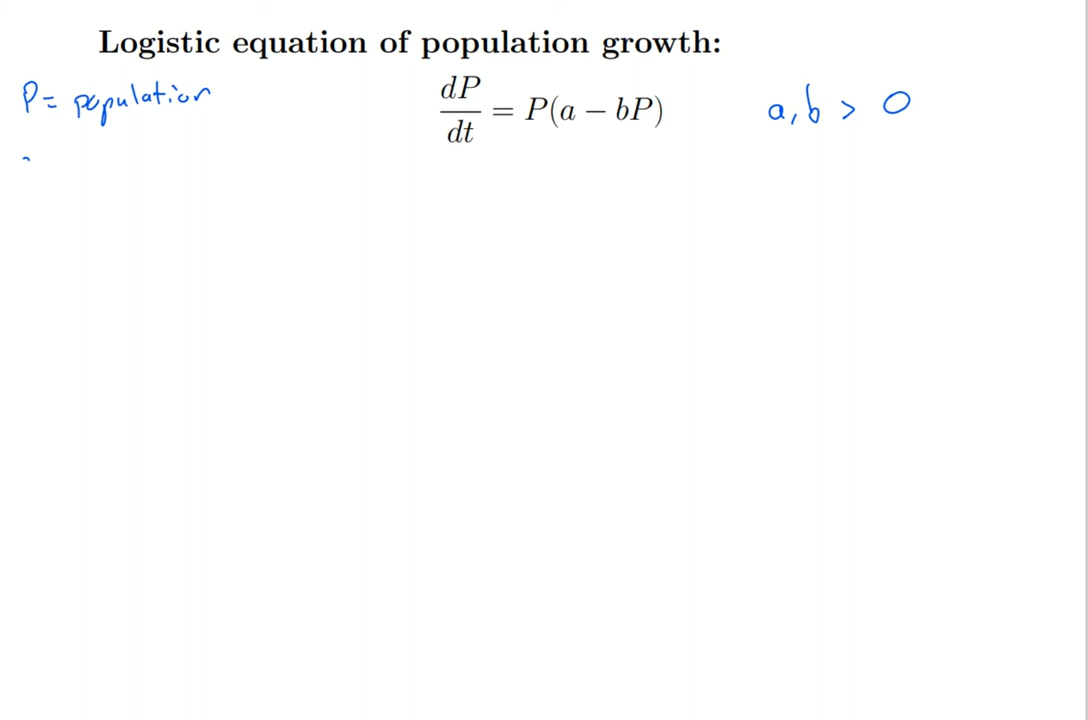 Logistic equation of population growth:
P = population
dP/dt = P(a − bP)
a, b > 0